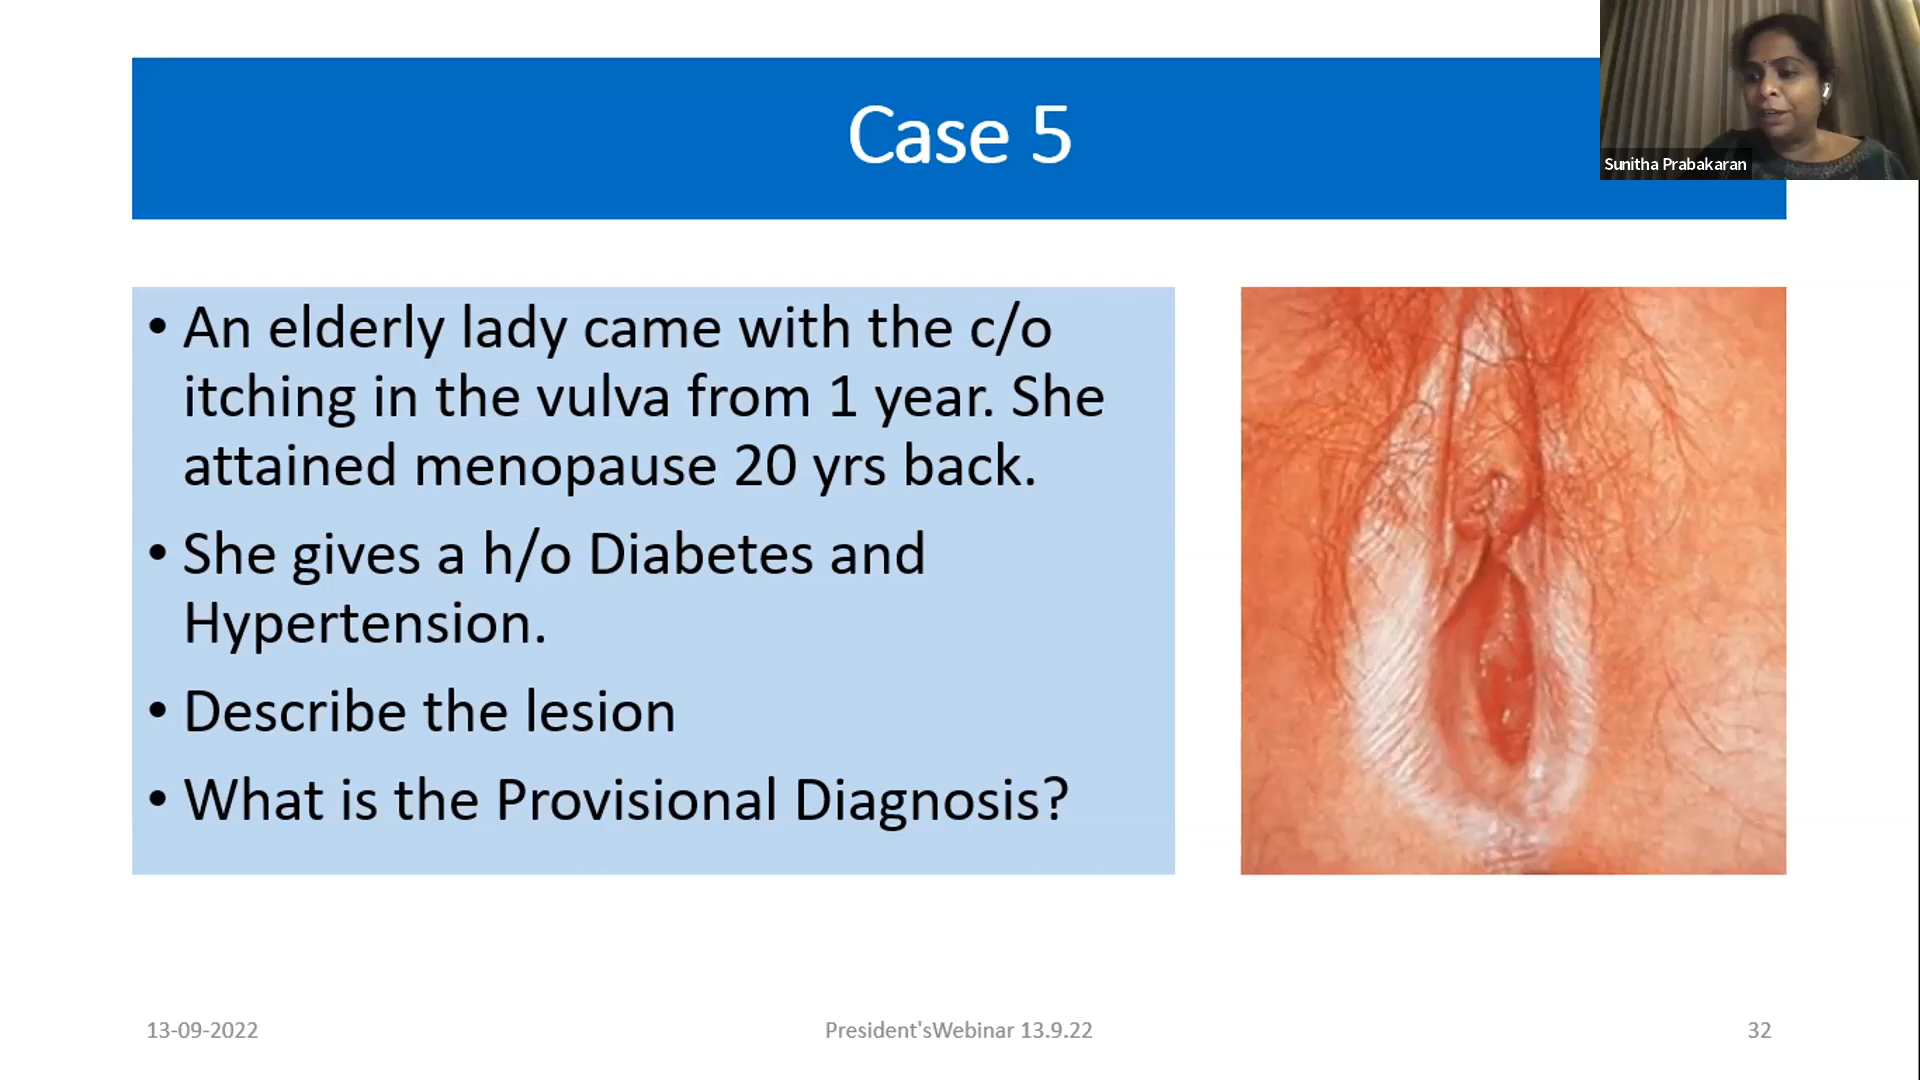 Case 5
Sunitha Prabakaran
• An elderly lady came with the c/o
itching in the vulva from 1 year. She
attained menopause 20 yrs back.
• She gives a h/o Diabetes and
Hypertension.
• Describe the lesion
• What is the Provisional Diagnosis?
13-09-2022
President'sWebinar 13.9.22
32